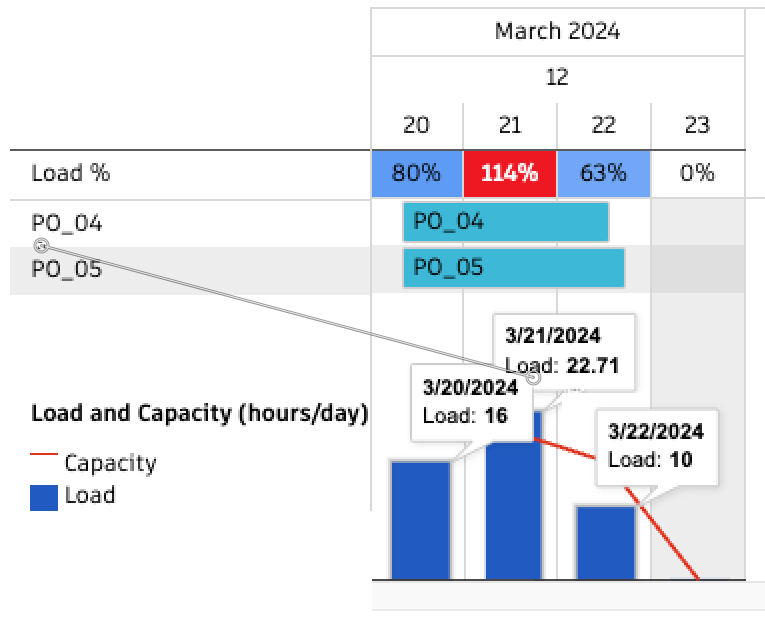 March 2024
12
20 21 22 23
Load % 80% 114% 63% 0%
PO_04 PO_04
PO_05 PO_05
3/21/2024
Load: 22.71
3/20/2024
Load: 16
Load and Capacity (hours/day)
3/22/2024
Load: 10
Capacity
Load